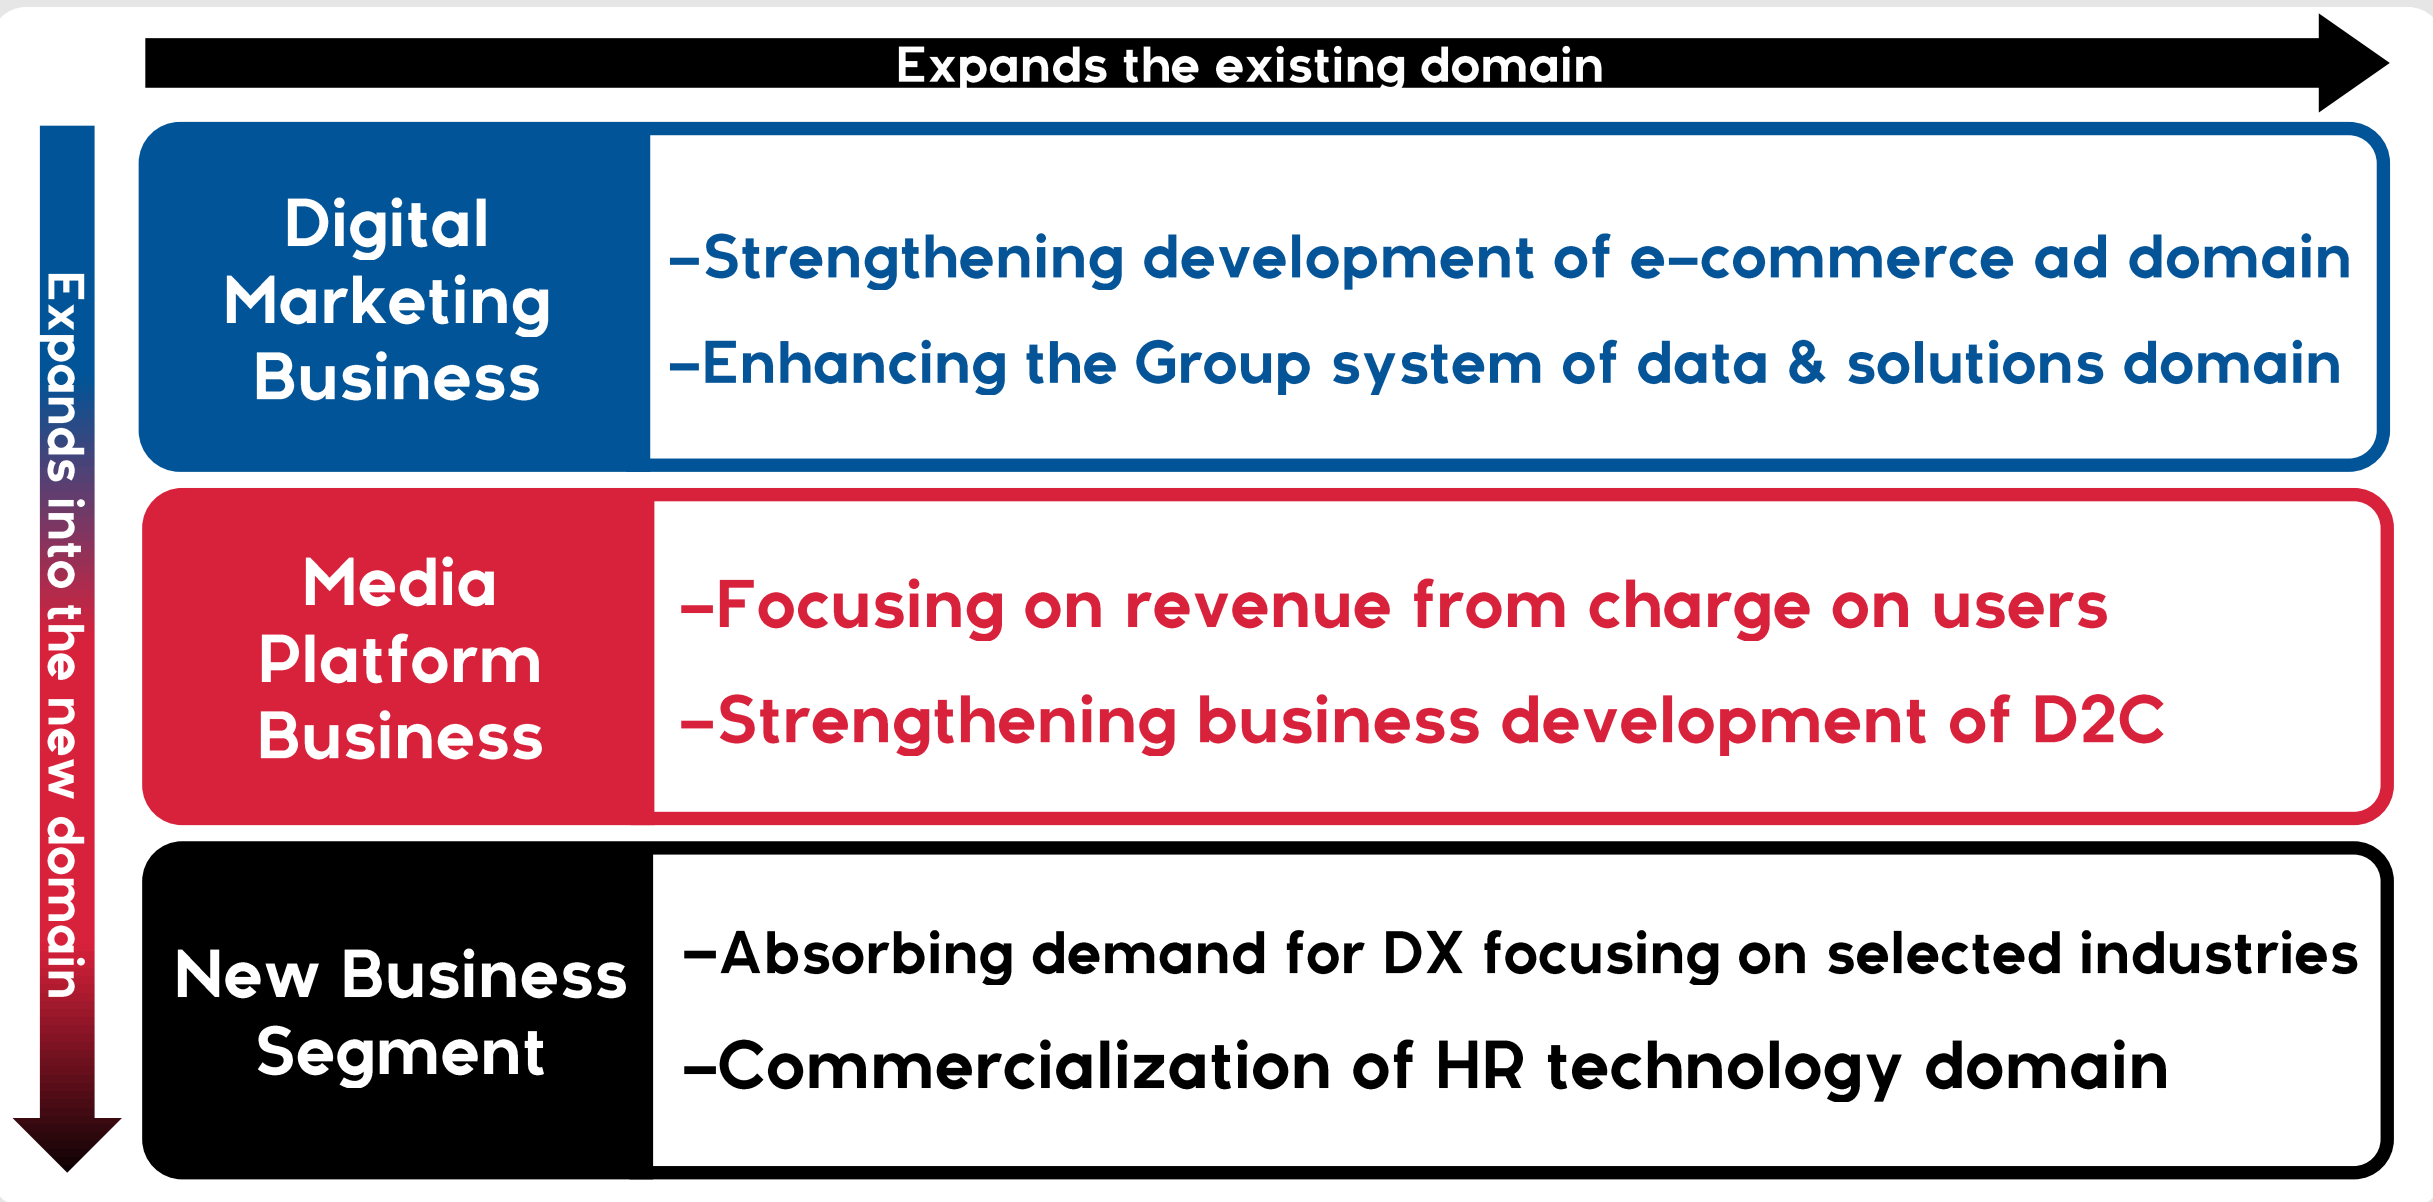 Expands the existing domain
Expands into the new domain
Digital
Marketing
Business
–Strengthening development of e–commerce ad domain
–Enhancing the Group system of data & solutions domain
Media
Platform
Business
–Focusing on revenue from charge on users
–Strengthening business development of D2C
New Business
Segment
–Absorbing demand for DX focusing on selected industries
–Commercialization of HR technology domain